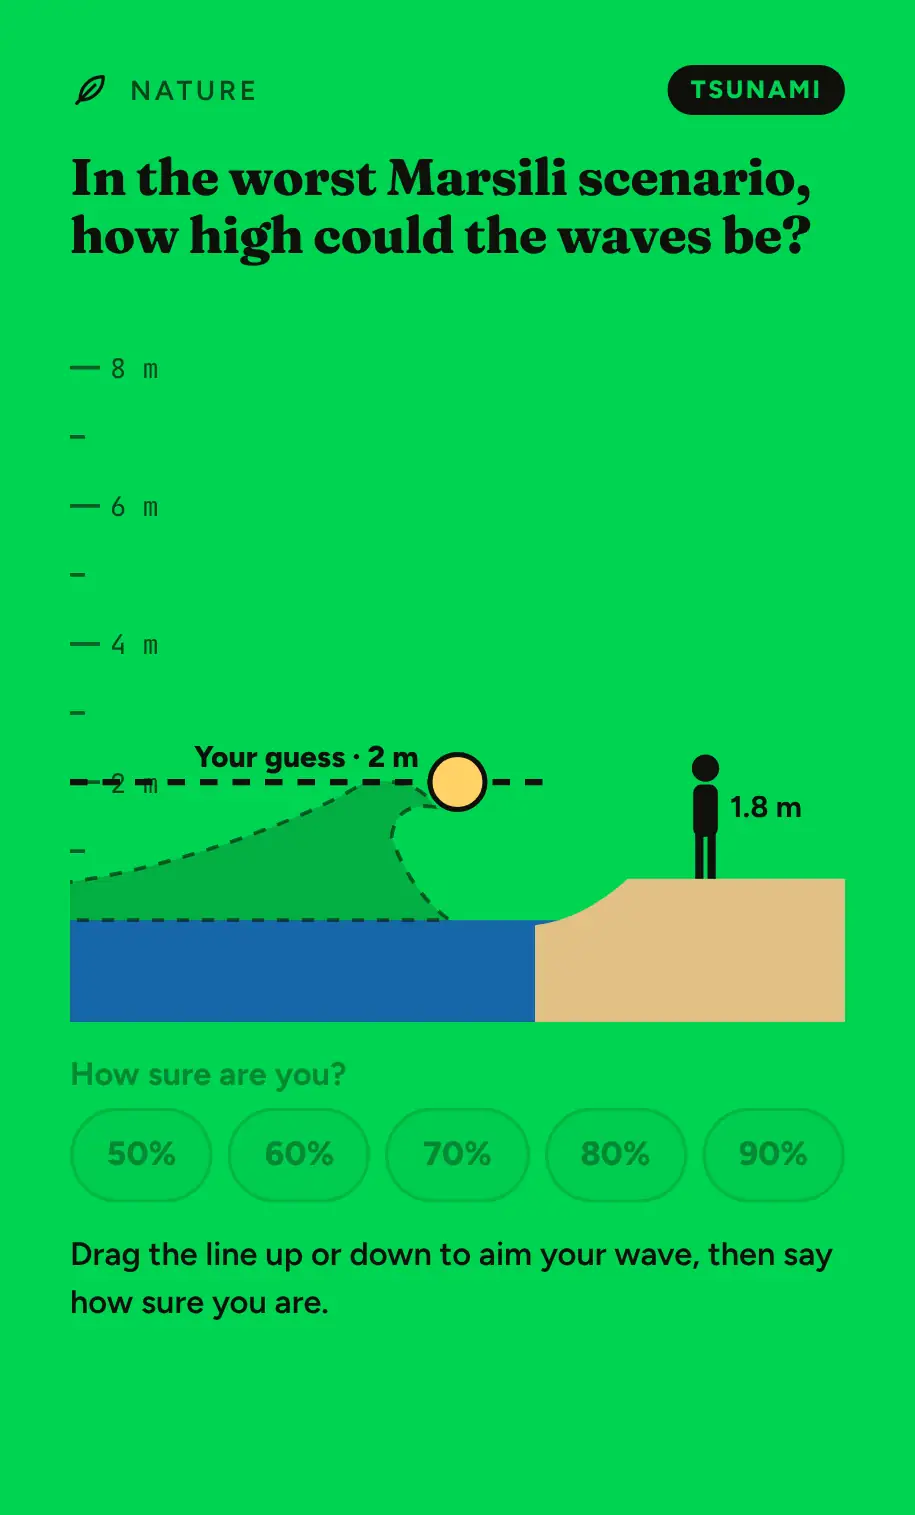 NATURE
TSUNAMI
In the worst Marsili scenario,
how high could the waves be?
8 m
6 m
4 m
Your guess · 2 m
2 m
1.8 m
How sure are you?
50%
60%
70%
80%
90%
Drag the line up or down to aim your wave, then say
how sure you are.